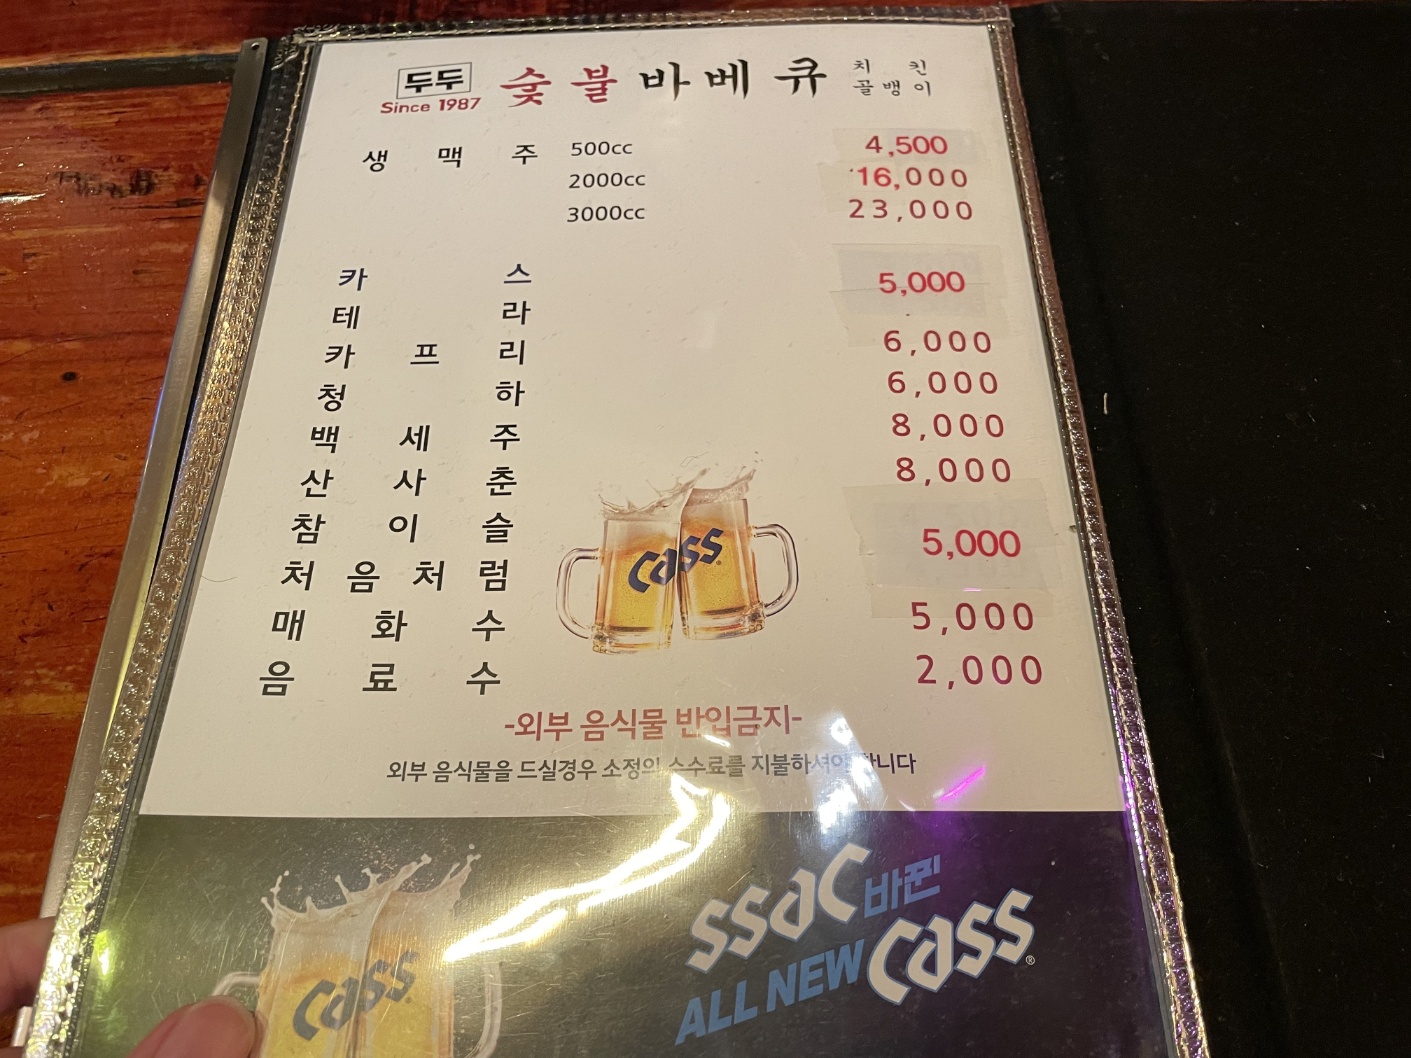 두두 숯불바베큐 치킨
Since 1987 골뱅이
생맥주 500cc 4,500
2000cc 16,000
3000cc 23,000
카스 5,000
테라
카프리 6,000
청하 6,000
백세주 8,000
산사춘 8,000
참이슬 5,000
처음처럼
매화수 5,000
음료수 2,000
cass
-외부 음식물 반입금지-
외부 음식물을 드실경우 소정의 수수료를 지불하셔야 합니다
ssac 바꾼
ALL NEW cass
cass